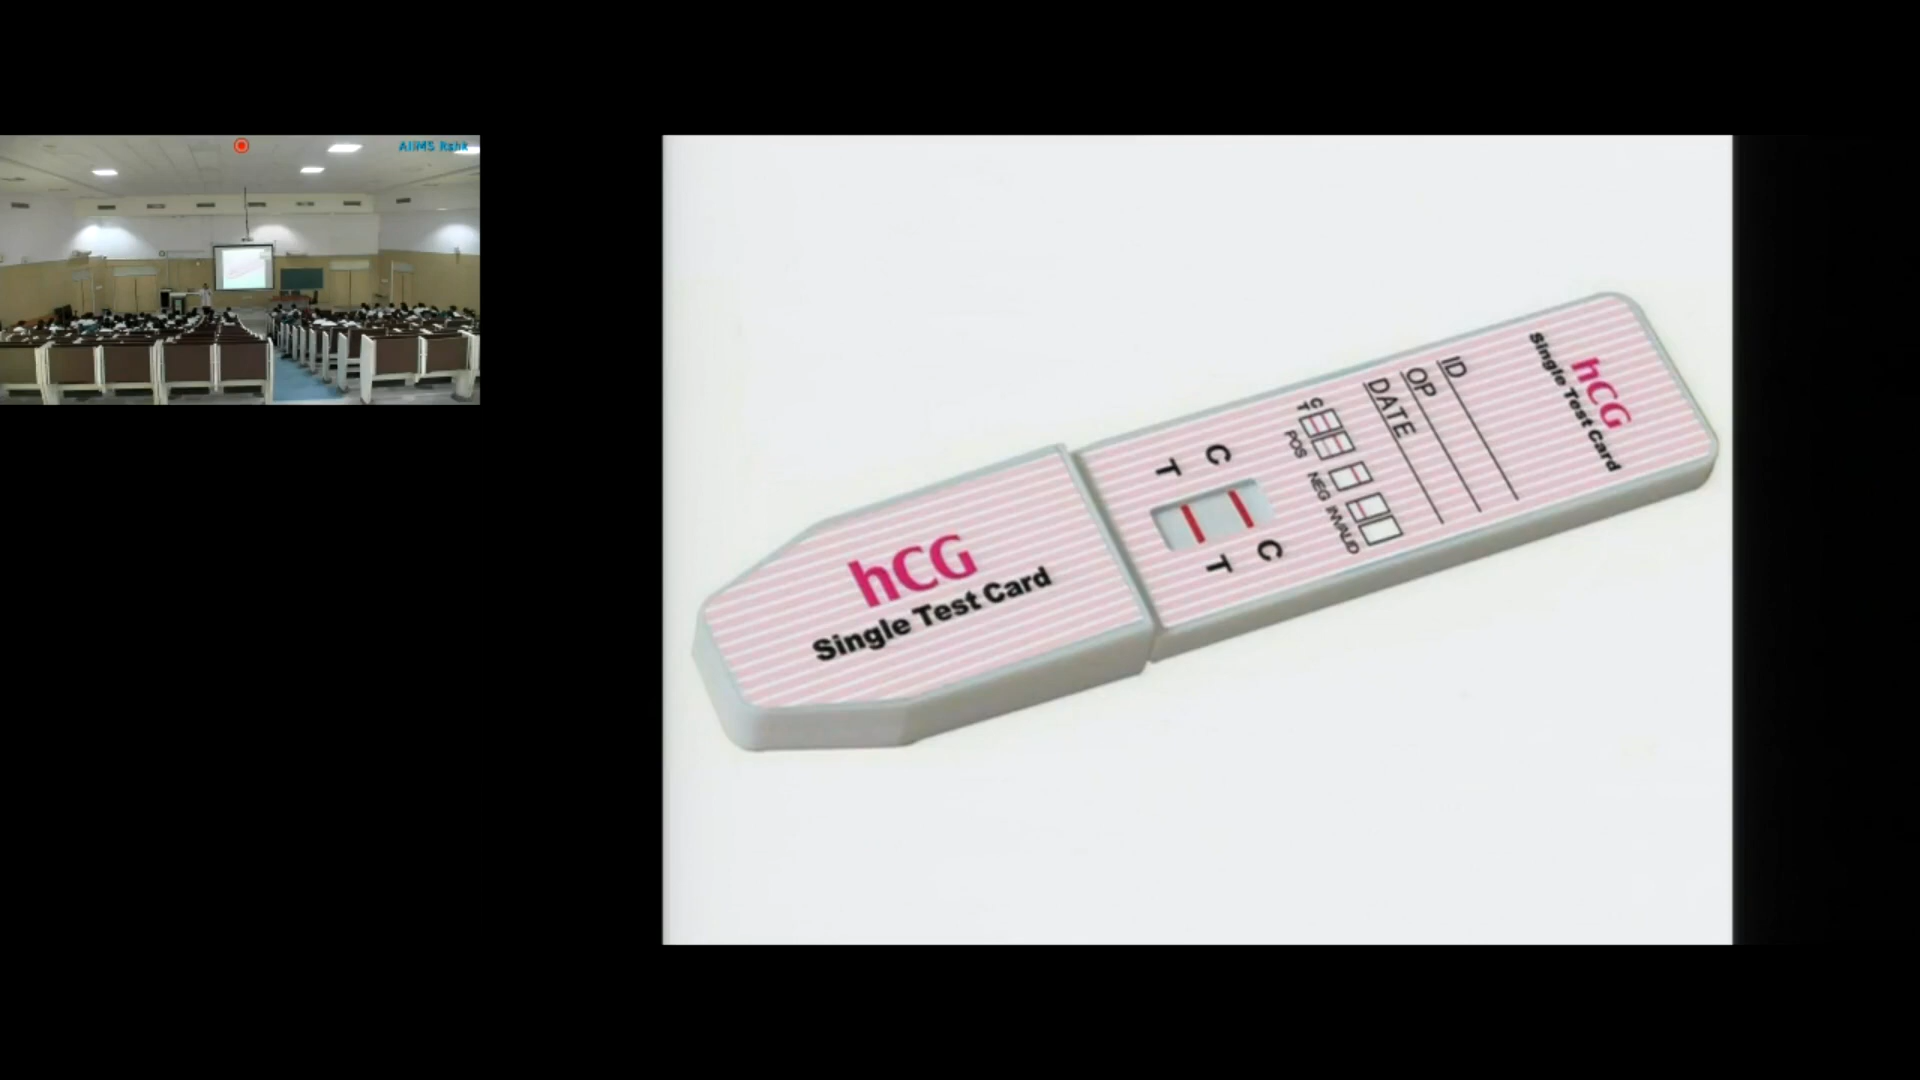 AIIMS Rshk
hCG
Single Test Card
T C
T C
C
T
POS
NEG
INVALID
DATE
OP
ID
hCG
Single Test Card